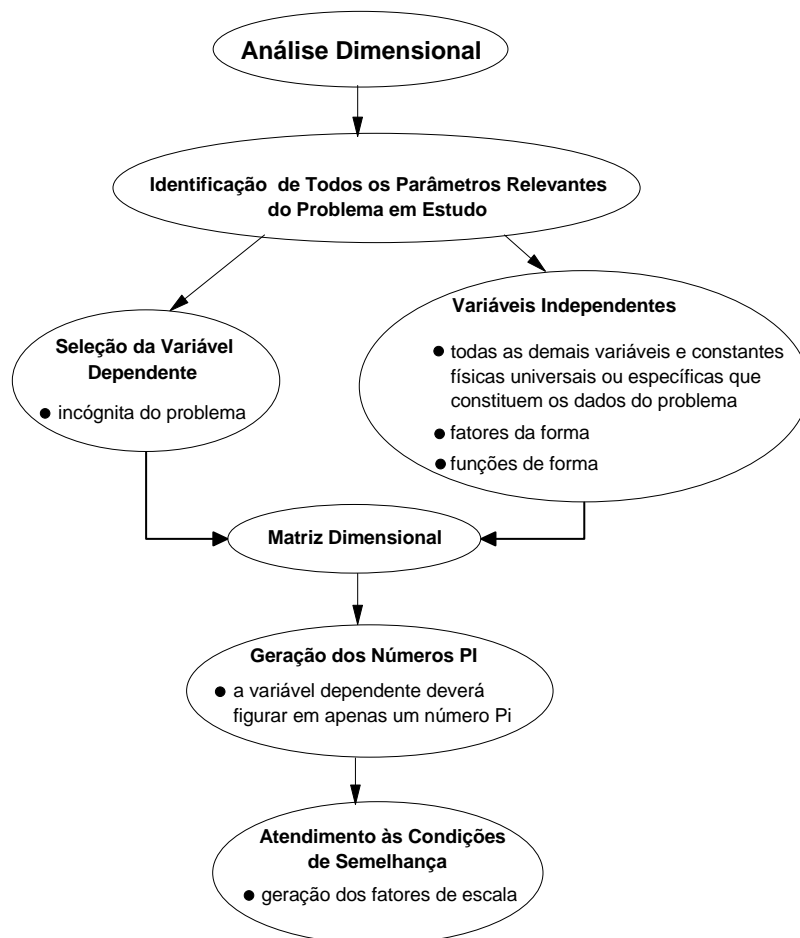 Análise Dimensional
Identificação de Todos os Parâmetros Relevantes
do Problema em Estudo
Seleção da Variável
Dependente
● incógnita do problema
Variáveis Independentes
● todas as demais variáveis e constantes
físicas universais ou específicas que
constituem os dados do problema
● fatores da forma
● funções de forma
Matriz Dimensional
Geração dos Números PI
● a variável dependente deverá
figurar em apenas um número Pi
Atendimento às Condições
de Semelhança
● geração dos fatores de escala